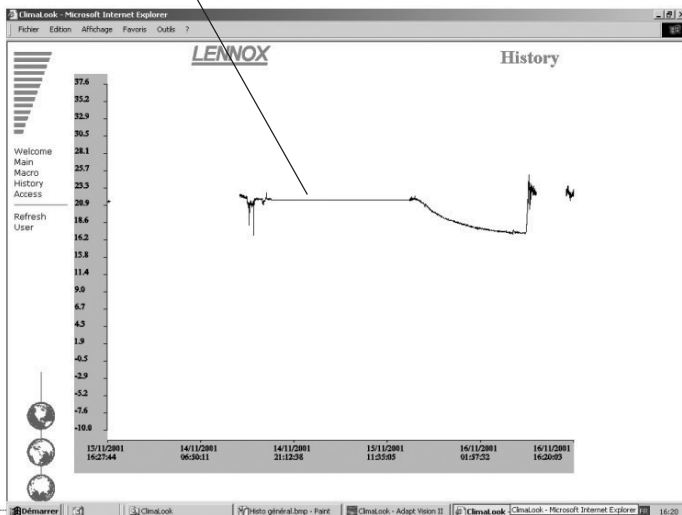 ClimaLook - Microsoft Internet Explorer
Fichier Edition Affichage Favoris Outils ?
LENNOX
History
Welcome
Main
Macro
History
Access
Refresh
User
37.6
35.2
32.9
30.5
28.1
25.7
23.3
20.9
18.6
16.2
13.8
11.4
9.0
6.7
4.3
1.9
-0.5
-2.9
-5.2
-7.6
-10.0
13/11/2001 14/11/2001 14/11/2001 15/11/2001 16/11/2001 16/11/2001
16:27:44 06:50:11 21:12:38 11:35:05 01:57:32 16:20:03
Démarrer ClimaLook Histo général.bmp - Paint ClimaLook - Adapt Vision II ClimaLook - ClimaLook - Microsoft Internet Explorer 16:20